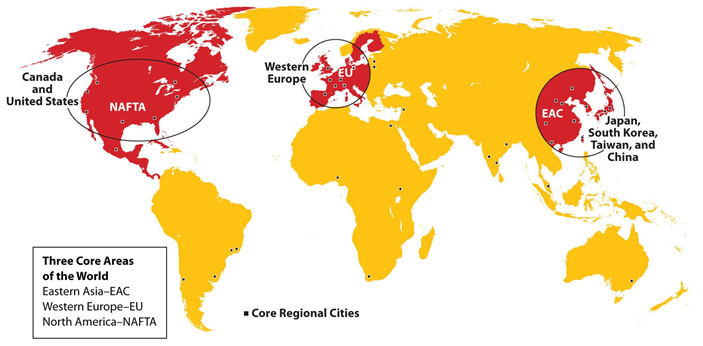 Canada
and
United States
NAFTA
Western
Europe
EU
EAC
Japan,
South Korea,
Taiwan, and
China
Three Core Areas
of the World
Eastern Asia–EAC
Western Europe–EU
North America–NAFTA
Core Regional Cities